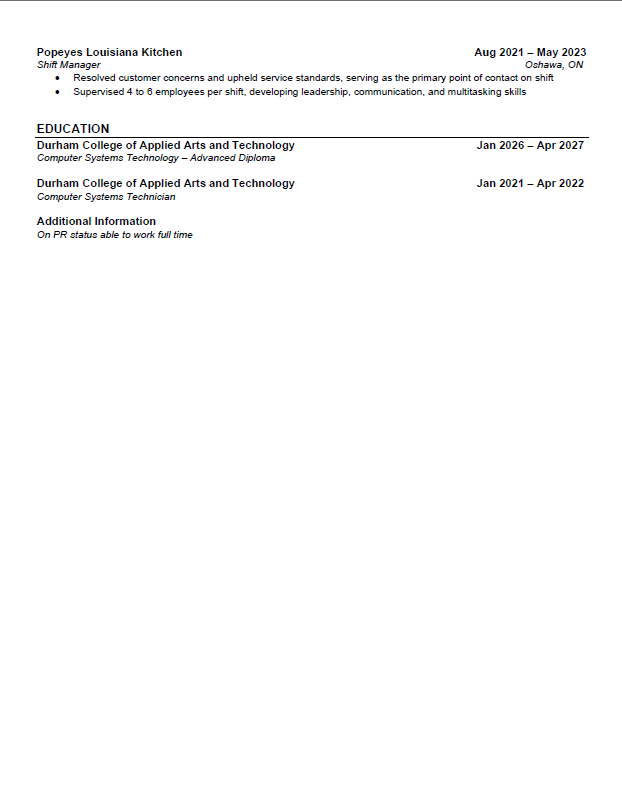 Popeyes Louisiana Kitchen Aug 2021 – May 2023
Shift Manager Oshawa, ON
• Resolved customer concerns and upheld service standards, serving as the primary point of contact on shift
• Supervised 4 to 6 employees per shift, developing leadership, communication, and multitasking skills
EDUCATION
Durham College of Applied Arts and Technology Jan 2026 – Apr 2027
Computer Systems Technology – Advanced Diploma
Durham College of Applied Arts and Technology Jan 2021 – Apr 2022
Computer Systems Technician
Additional Information
On PR status able to work full time